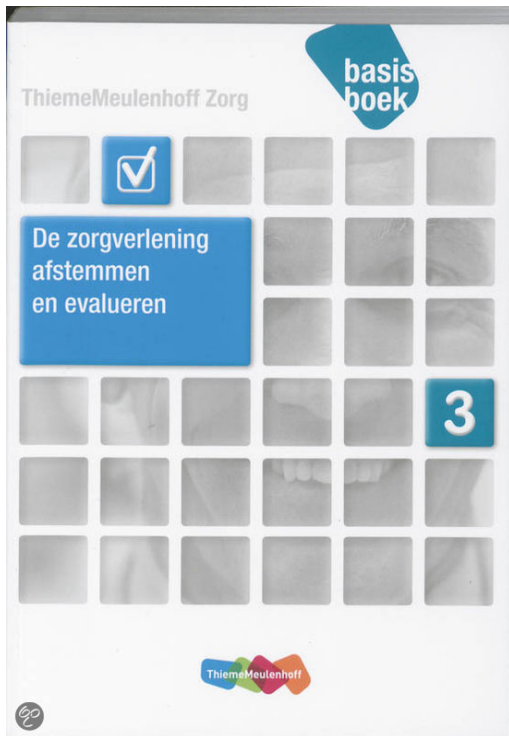 basis
boek
ThiemeMeulenhoff Zorg
De zorgverlening
afstemmen
en evalueren
3
ThiemeMeulenhoff